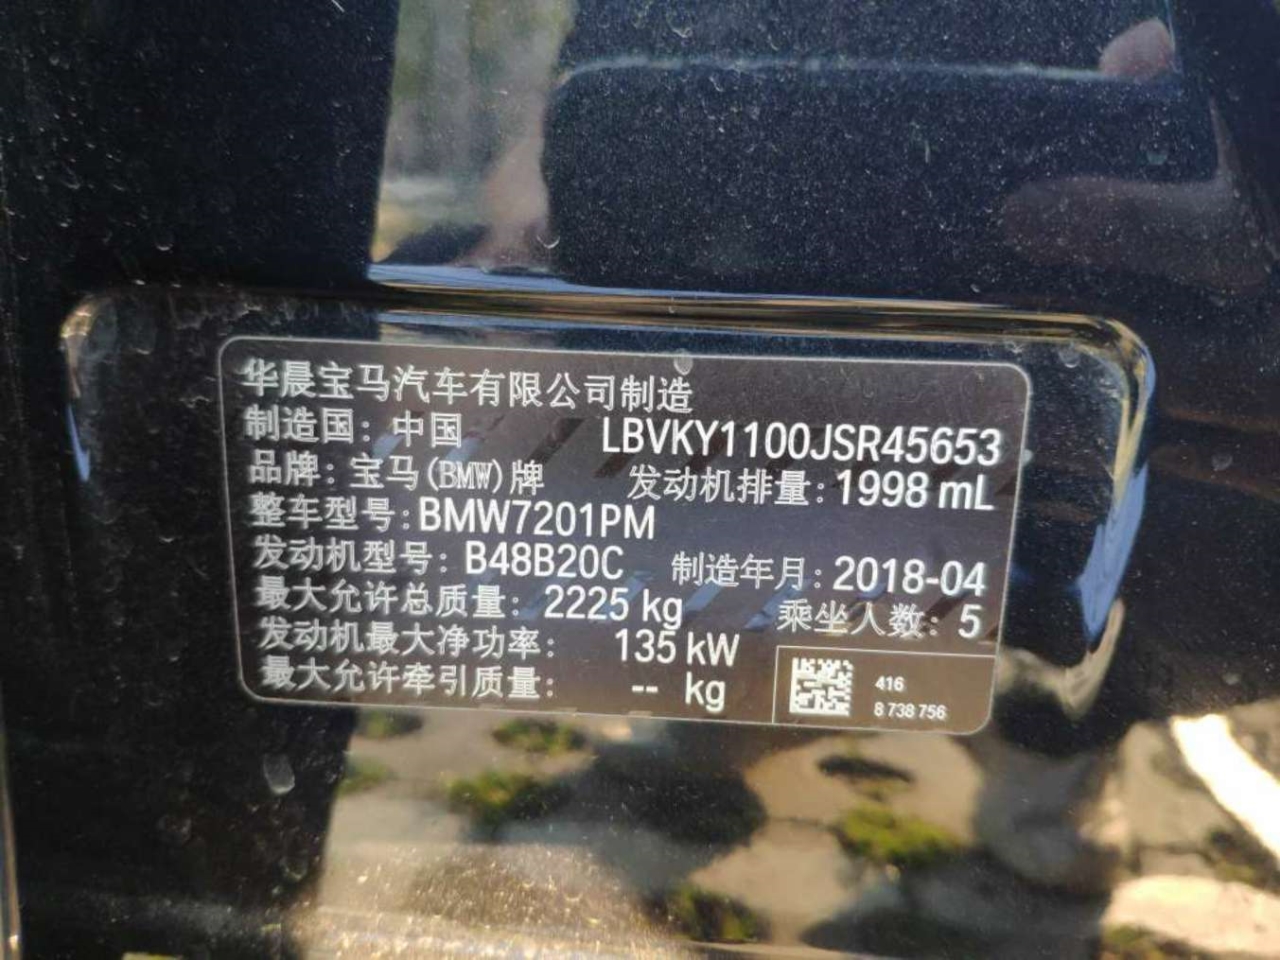 华晨宝马汽车有限公司制造
制造国：中国 LBVKY1100JSR45653
品牌：宝马(BMW)牌 发动机排量：1998 mL
整车型号：BMW7201PM
发动机型号：B48B20C 制造年月：2018-04
最大允许总质量：2225 kg 乘坐人数：5
发动机最大净功率：135 kW
最大允许牵引质量：-- kg
416
8 738 756